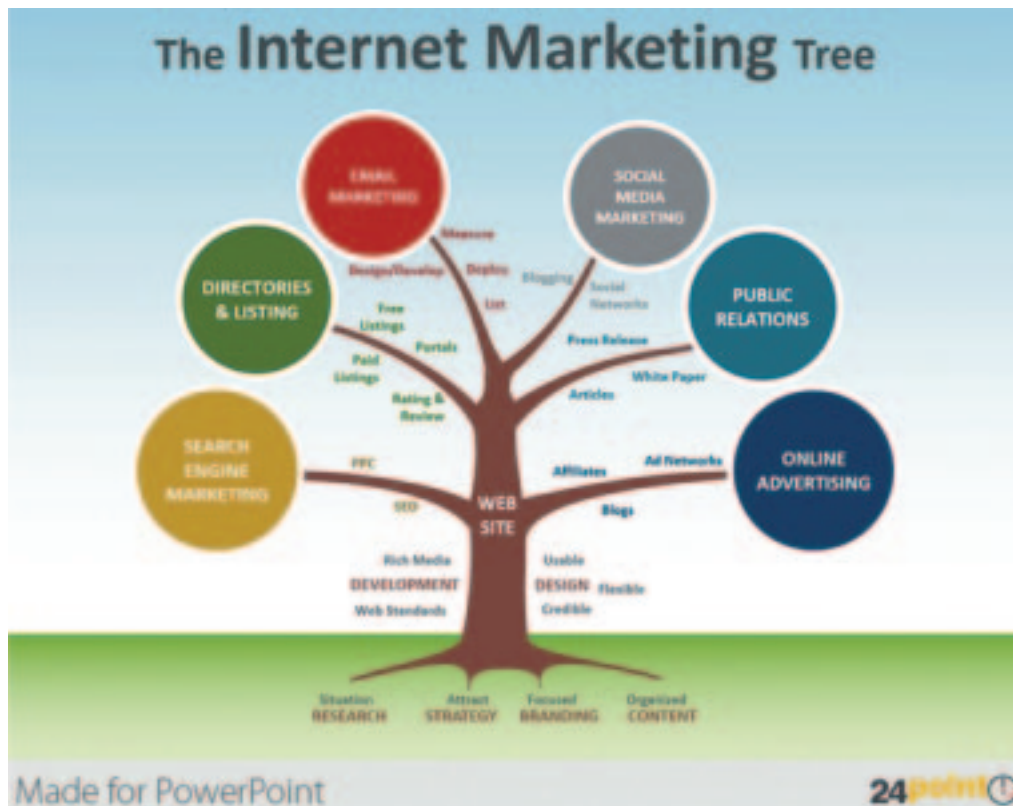 The Internet Marketing Tree
EMAIL
MARKETING
SOCIAL
MEDIA
MARKETING
Measure
Design/Develop
Deploy
List
Blogging
Social
Networks
DIRECTORIES
& LISTING
Free
Listings
Portals
Paid
Listings
Rating &
Review
PUBLIC
RELATIONS
Press Release
White Paper
Articles
SEARCH
ENGINE
MARKETING
PPC
SEO
ONLINE
ADVERTISING
Affiliates
Ad Networks
Blogs
WEB
SITE
Rich Media
DEVELOPMENT
Web Standards
Usable
DESIGN
Flexible
Credible
Situation
RESEARCH
Attract
STRATEGY
Focused
BRANDING
Organized
CONTENT
Made for PowerPoint
24point0